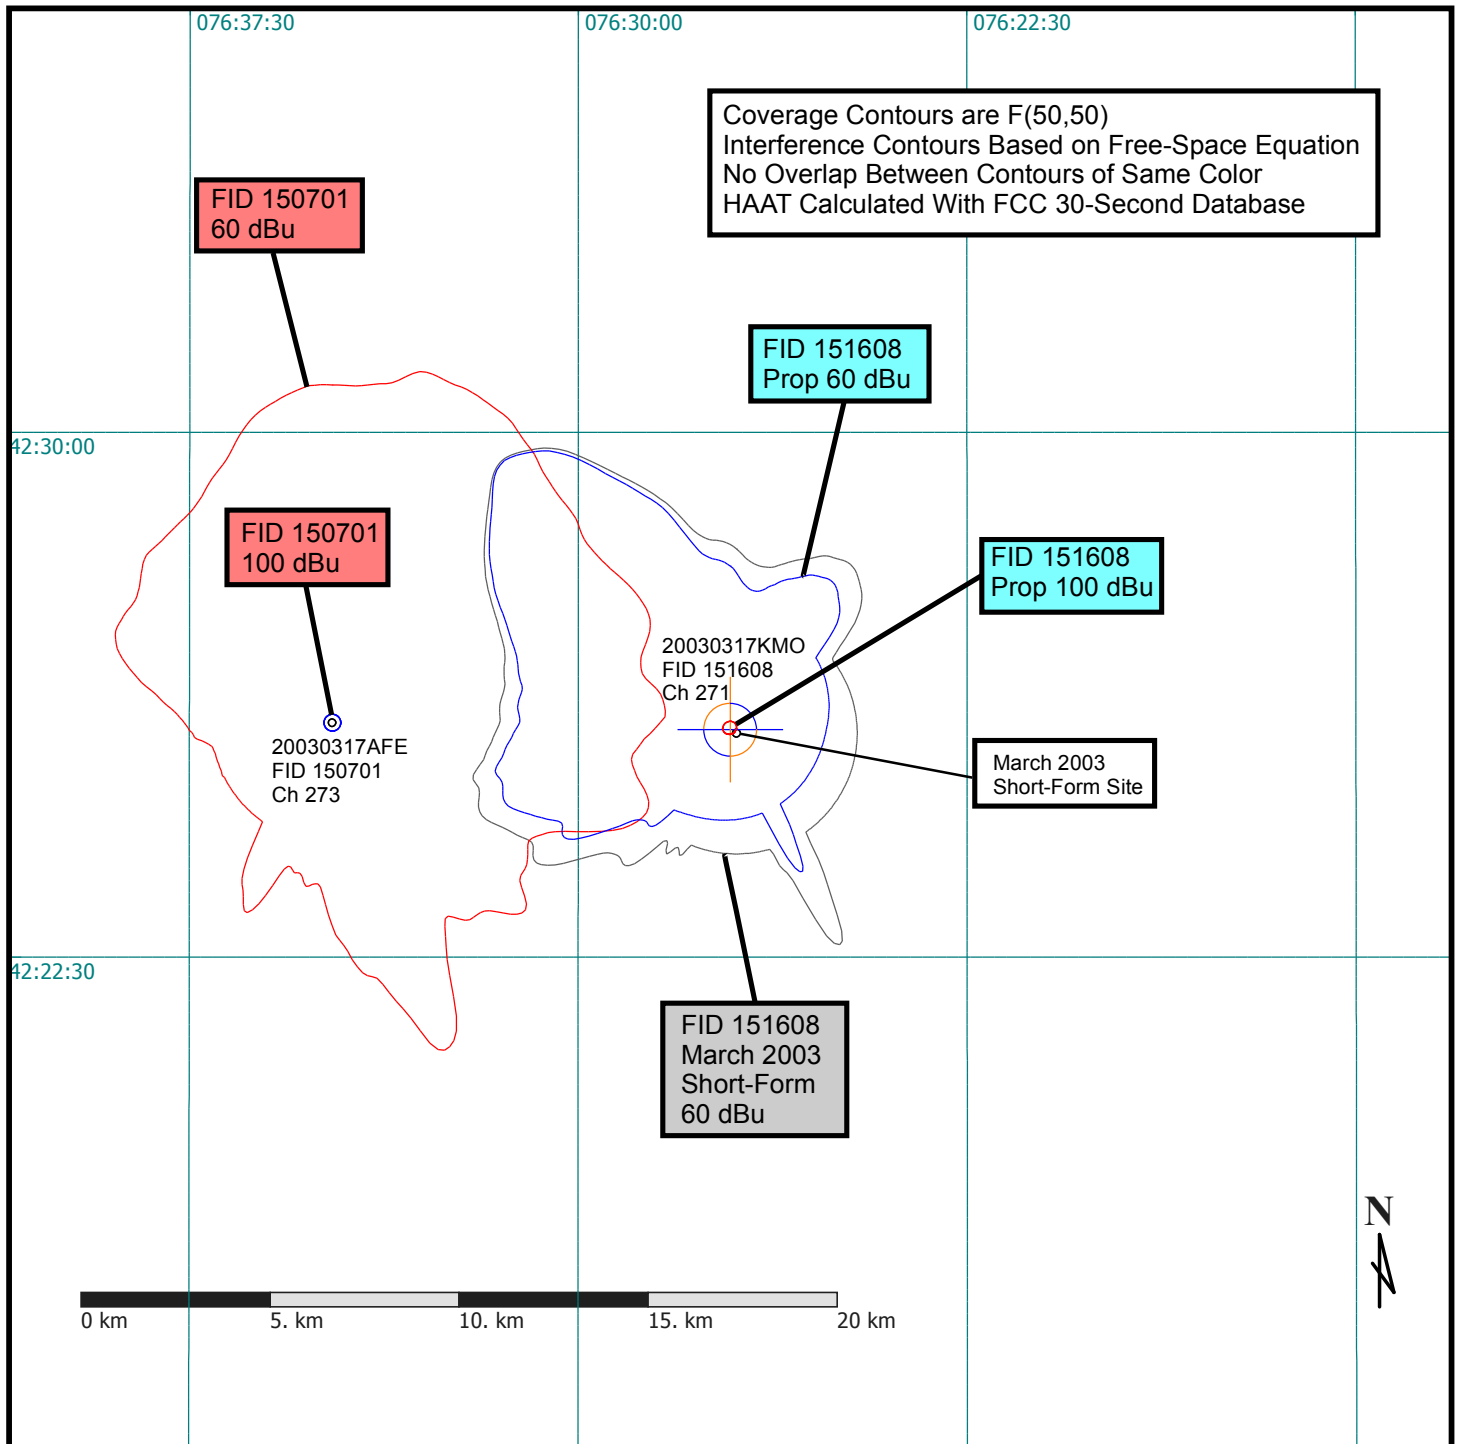 076:37:30
076:30:00
076:22:30
Coverage Contours are F(50,50)
Interference Contours Based on Free-Space Equation
No Overlap Between Contours of Same Color
HAAT Calculated With FCC 30-Second Database
FID 150701
60 dBu
FID 151608
Prop 60 dBu
42:30:00
FID 150701
100 dBu
FID 151608
Prop 100 dBu
20030317KMO
FID 151608
Ch 271
20030317AFE
FID 150701
Ch 273
March 2003
Short-Form Site
42:22:30
FID 151608
March 2003
Short-Form
60 dBu
N
0 km
5. km
10. km
15. km
20 km